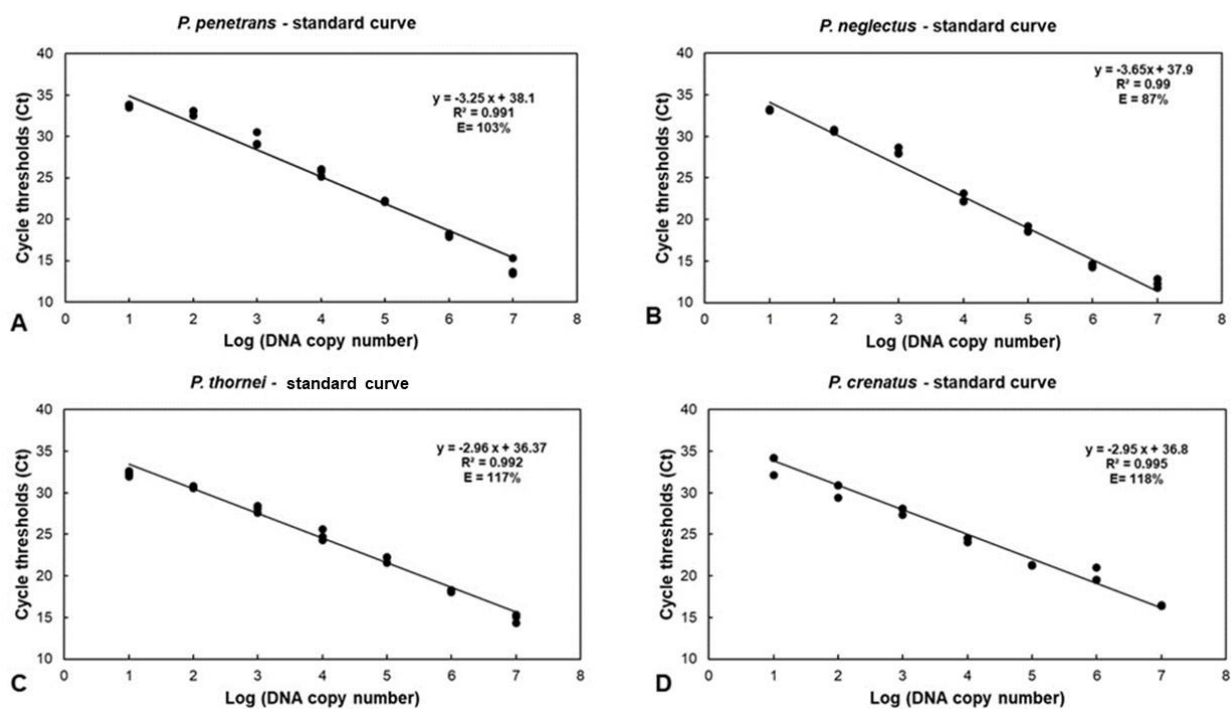 P. penetrans - standard curve
Cycle thresholds (Ct)
40
35
30
25
20
15
10
y = -3.25 x + 38.1
R² = 0.991
E= 103%
0 1 2 3 4 5 6 7 8
Log (DNA copy number)
A
P. neglectus - standard curve
Cycle thresholds (Ct)
40
35
30
25
20
15
10
y = -3.65x + 37.9
R² = 0.99
E = 87%
0 1 2 3 4 5 6 7 8
Log (DNA copy number)
B
P. thornei - standard curve
Cycle thresholds (Ct)
40
35
30
25
20
15
10
y = -2.96 x + 36.37
R² = 0.992
E = 117%
0 1 2 3 4 5 6 7 8
Log (DNA copy number)
C
P. crenatus - standard curve
Cycle thresholds (Ct)
40
35
30
25
20
15
10
y = -2.95 x + 36.8
R² = 0.995
E= 118%
0 1 2 3 4 5 6 7 8
Log (DNA copy number)
D